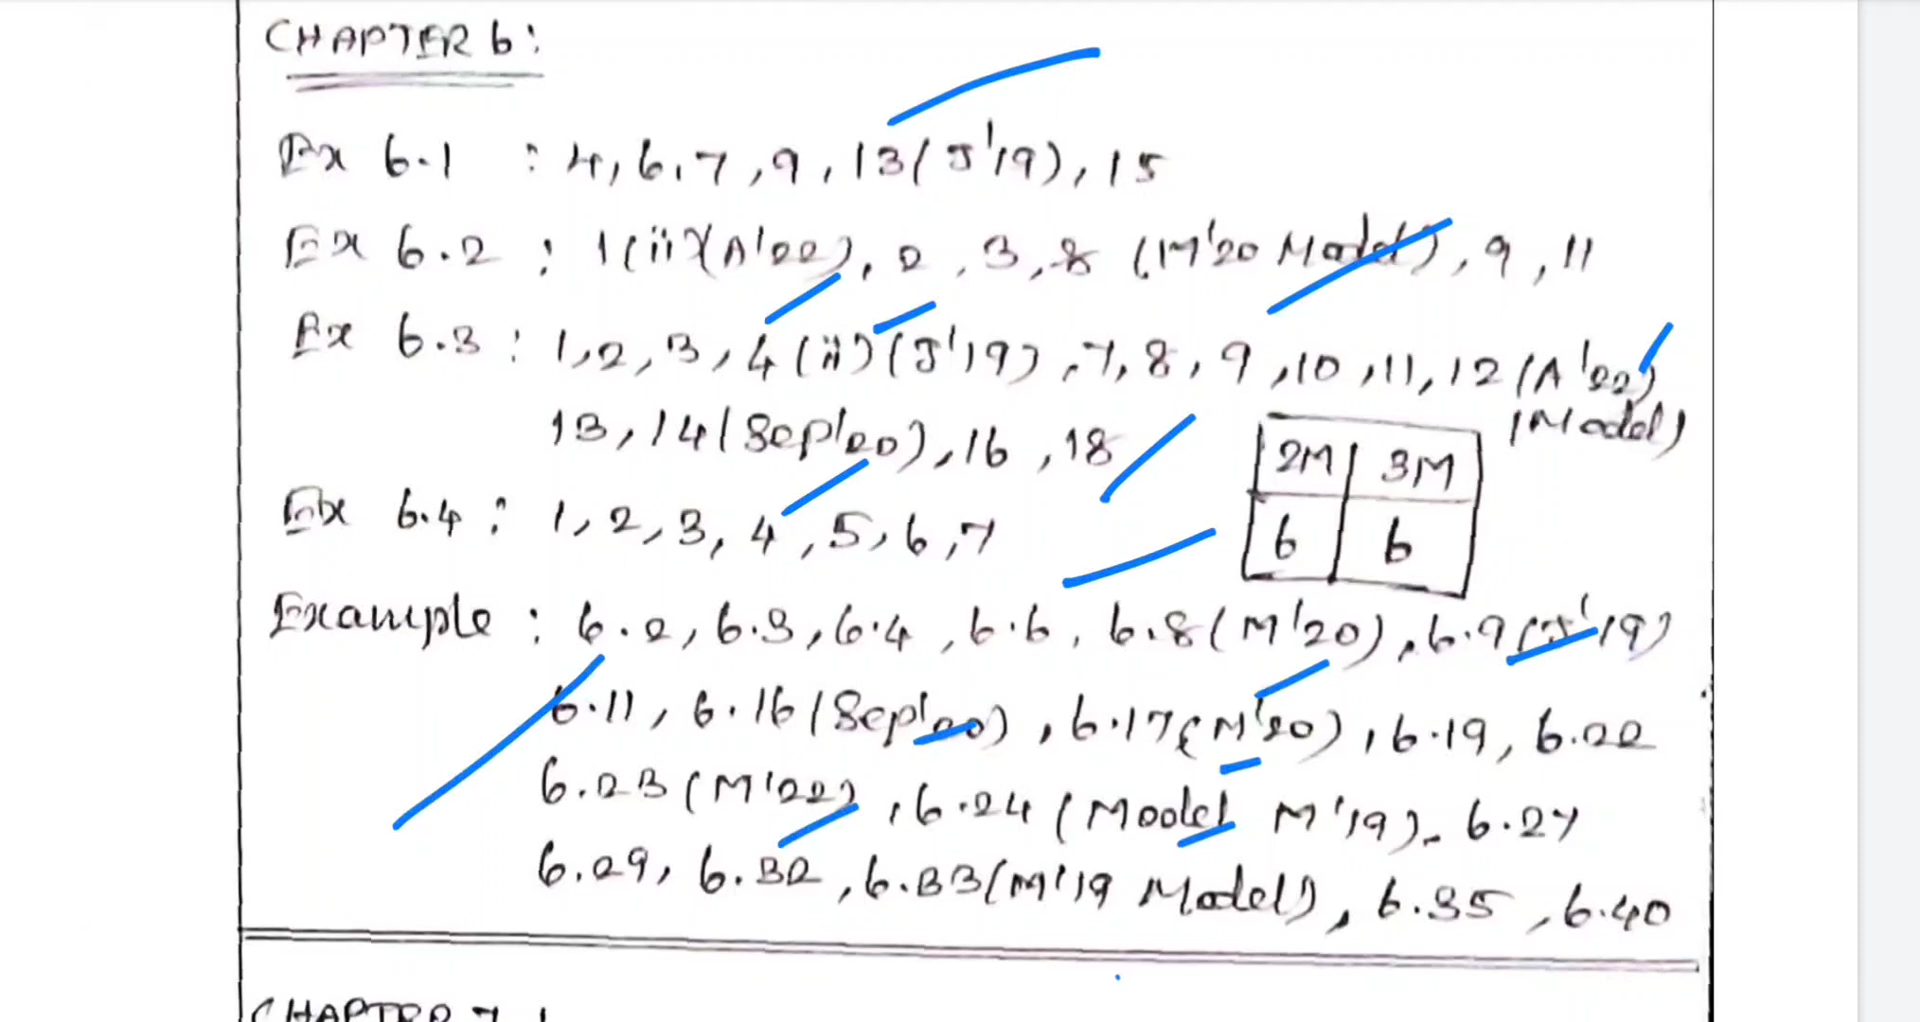 CHAPTER 6:
Ex 6.1 : 4, 6, 7, 9, 13 (J'19), 15
Ex 6.2 : 1(ii) (A'22), 2, 3, 8 (M'20 Model), 9, 11
Ex 6.3 : 1, 2, 3, 4 (ii) (J'19), 7, 8, 9, 10, 11, 12 (A'22)
(Model)
13, 14 (Sep'20), 16, 18
2M 3M
6 6
Ex 6.4 : 1, 2, 3, 4, 5, 6, 7
Example : 6.2, 6.3, 6.4, 6.6, 6.8 (M'20), 6.9 (J'19)
6.11, 6.16 (Sep'20), 6.17 (M'20), 6.19, 6.22
6.23 (M'22), 6.24 (Model M'19), 6.27
6.29, 6.32, 6.33 (M'19 Model), 6.35, 6.40
CHAPTER 7